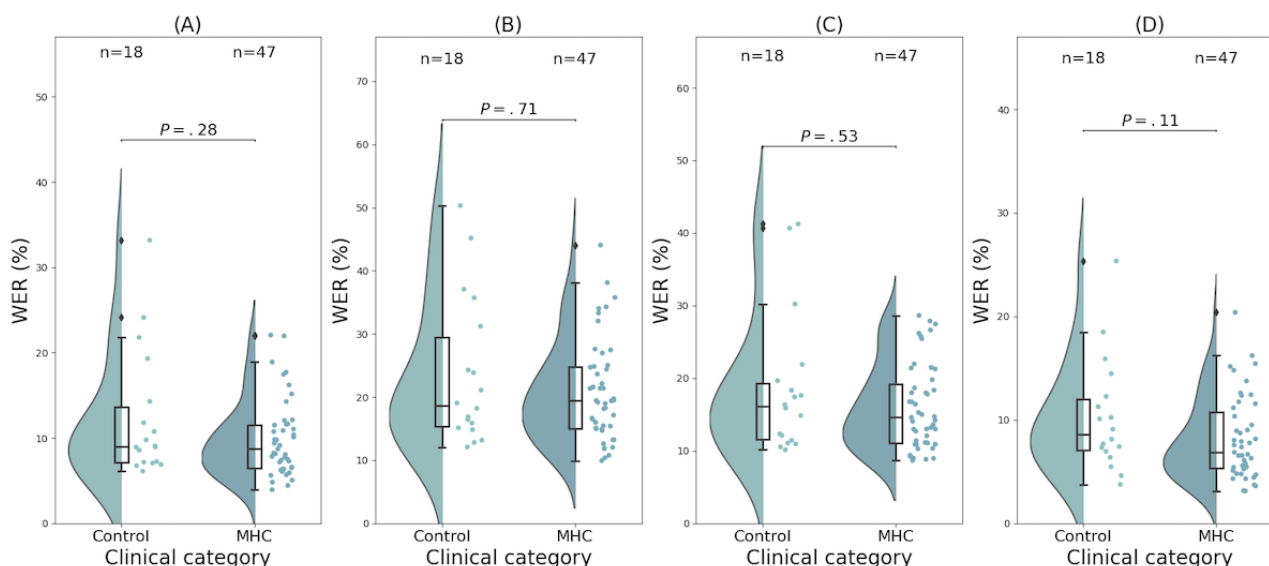 (A)
n=18 n=47
P=.28
WER (%)
50
40
30
20
10
0
Control MHC
Clinical category
(B)
n=18 n=47
P=.71
WER (%)
70
60
50
40
30
20
10
0
Control MHC
Clinical category
(C)
n=18 n=47
P=.53
WER (%)
60
50
40
30
20
10
0
Control MHC
Clinical category
(D)
n=18 n=47
P=.11
WER (%)
40
30
20
10
0
Control MHC
Clinical category